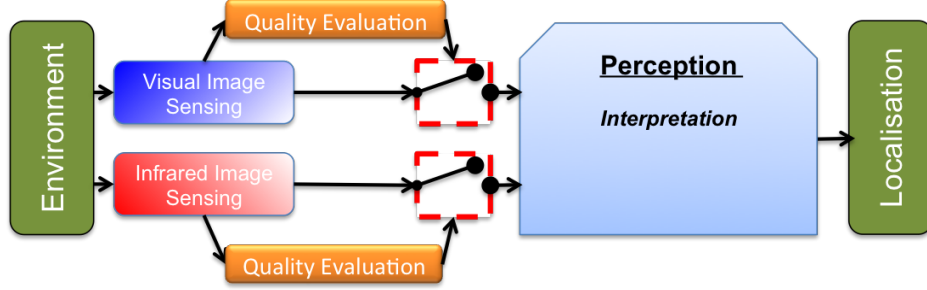 Environment
Quality Evaluation
Visual Image
Sensing
Infrared Image
Sensing
Quality Evaluation
Perception
Interpretation
Localisation